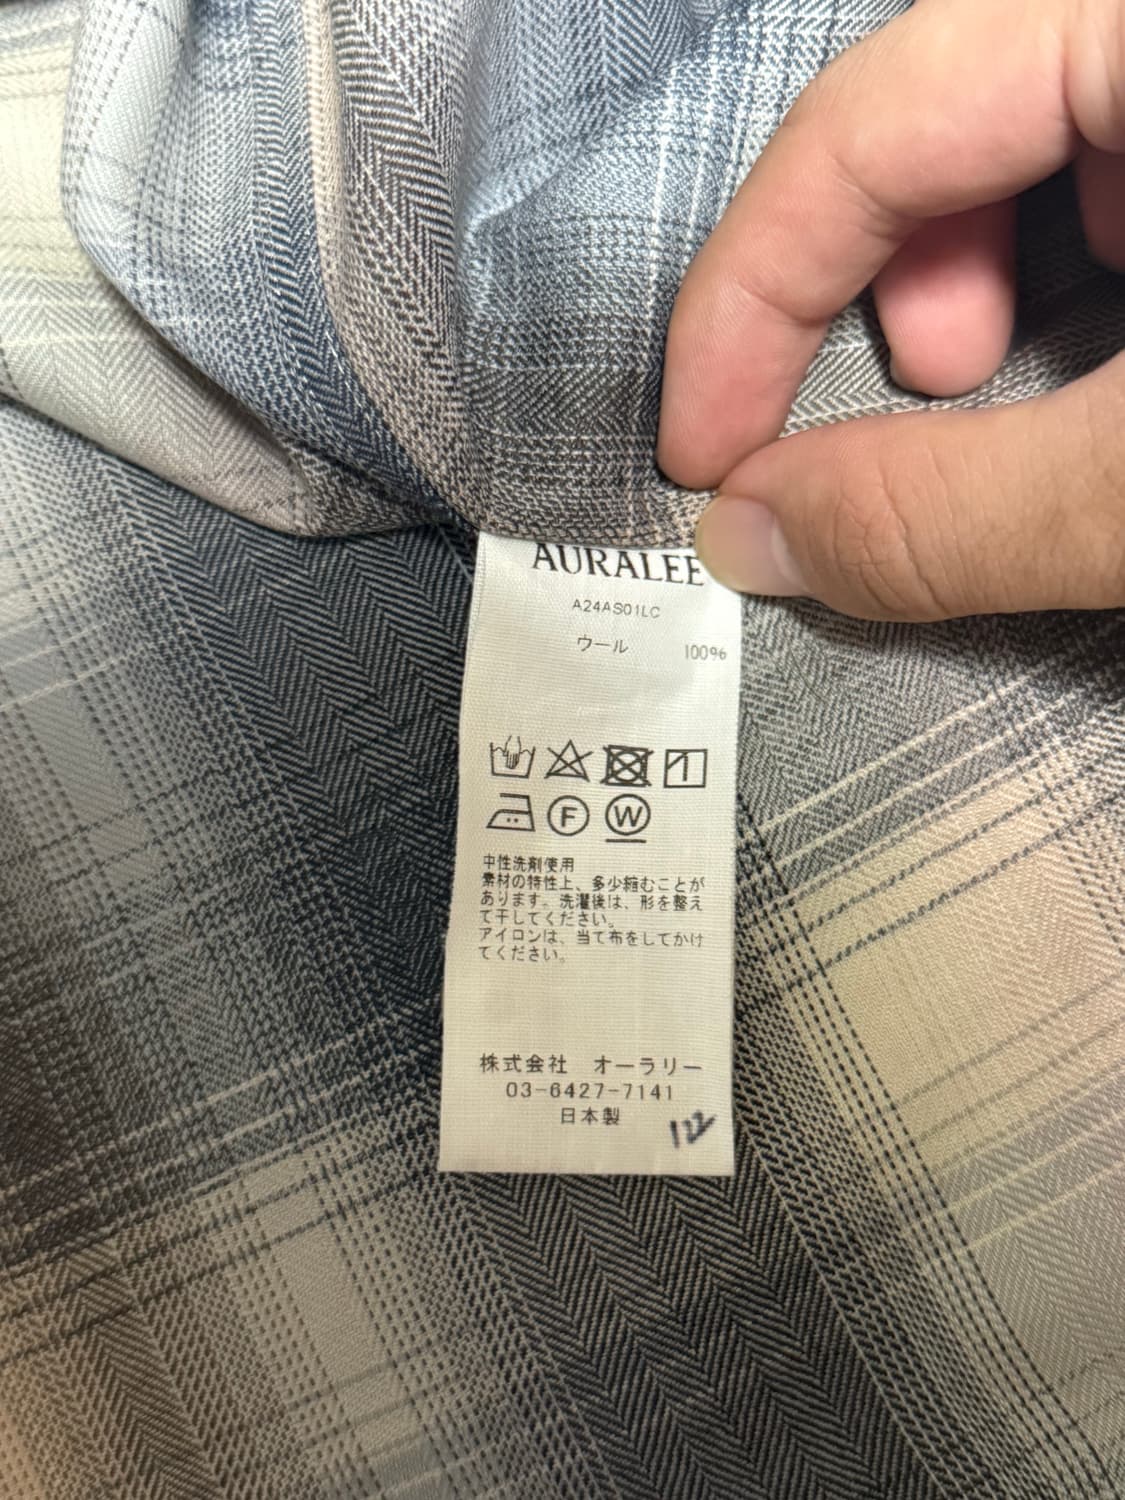 AURALEE
A24AS01LC
ウール 100%
F W
中性洗剤使用
素材の特性上、多少縮むことが
あります。洗濯後は、形を整え
て干してください。
アイロンは、当て布をしてかけ
てください。
株式会社 オーラリー
03-6427-7141
日本製
122